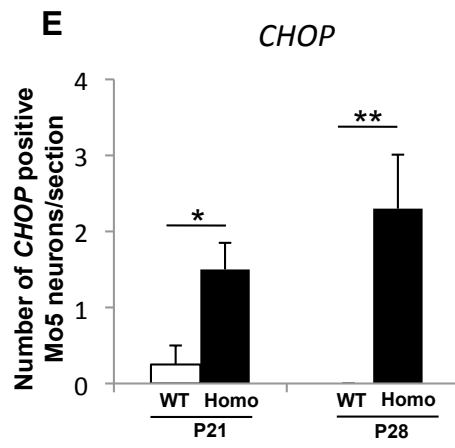 E
CHOP
Number of CHOP positive
Mo5 neurons/section
4
3
2
1
0
*
**
WT Homo
P21
WT Homo
P28